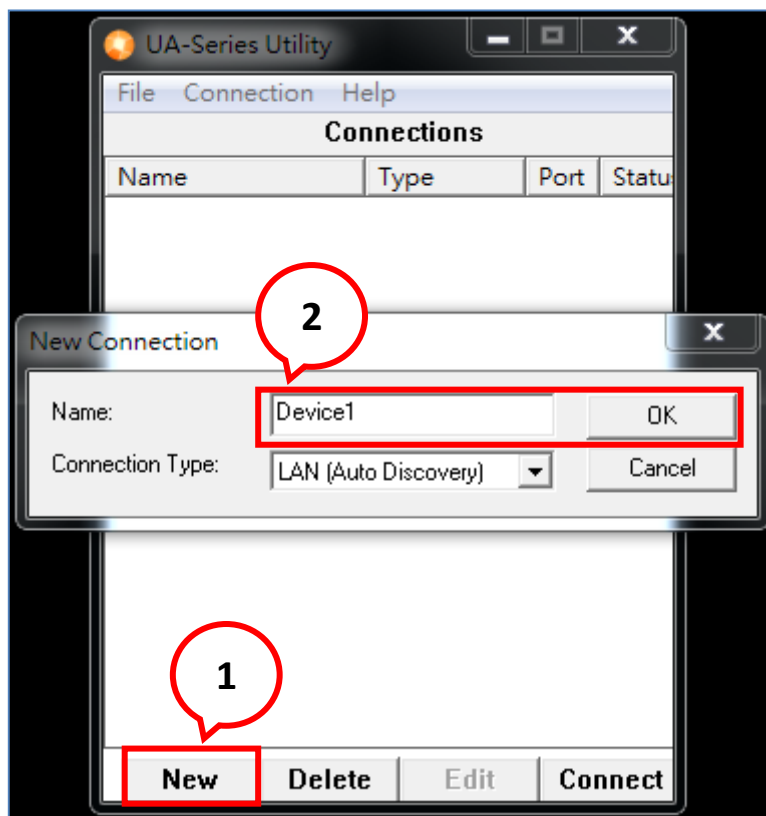 UA-Series Utility
File Connection Help
Connections
Name Type Port Statu
2
New Connection
Name: Device1 OK
Connection Type: LAN (Auto Discovery) Cancel
1
New Delete Edit Connect